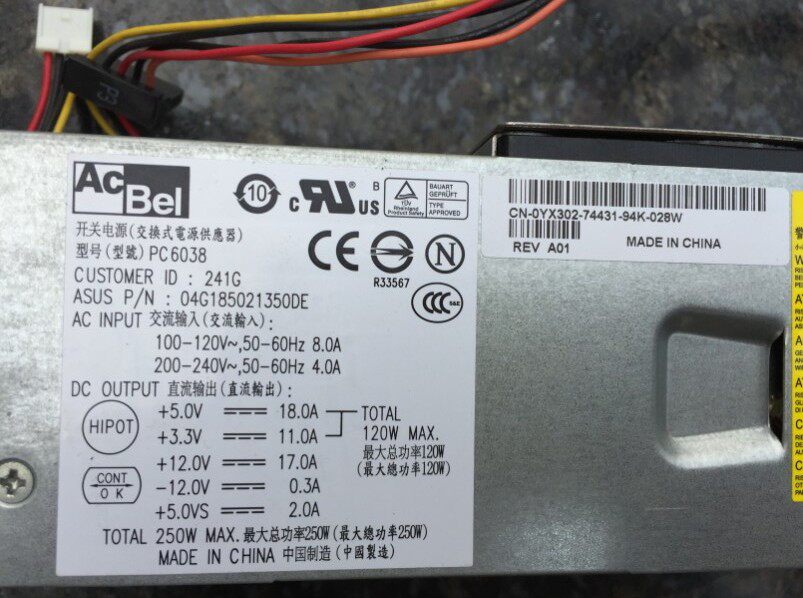 AcBel
10
c RU® US
B
TÜV Rheinland Product Safety
BAUART GEPRÜFT
TYPE APPROVED
开关电源(交換式電源供應器)
型号(型號) PC6038
CUSTOMER ID : 241G
ASUS P/N : 04G185021350DE
CE
R33567
N
CCC S&E
AC INPUT 交流输入(交流輸入):
100-120V~,50-60Hz 8.0A
200-240V~,50-60Hz 4.0A
DC OUTPUT 直流输出(直流輸出):
HIPOT
CONT
OK
+5.0V 18.0A
+3.3V 11.0A
TOTAL
120W MAX.
最大总功率120W
(最大總功率120W)
+12.0V 17.0A
-12.0V 0.3A
+5.0VS 2.0A
TOTAL 250W MAX. 最大总功率250W (最大總功率250W)
MADE IN CHINA 中国制造 (中國製造)
CN-0YX302-74431-94K-028W
REV A01 MADE IN CHINA
警